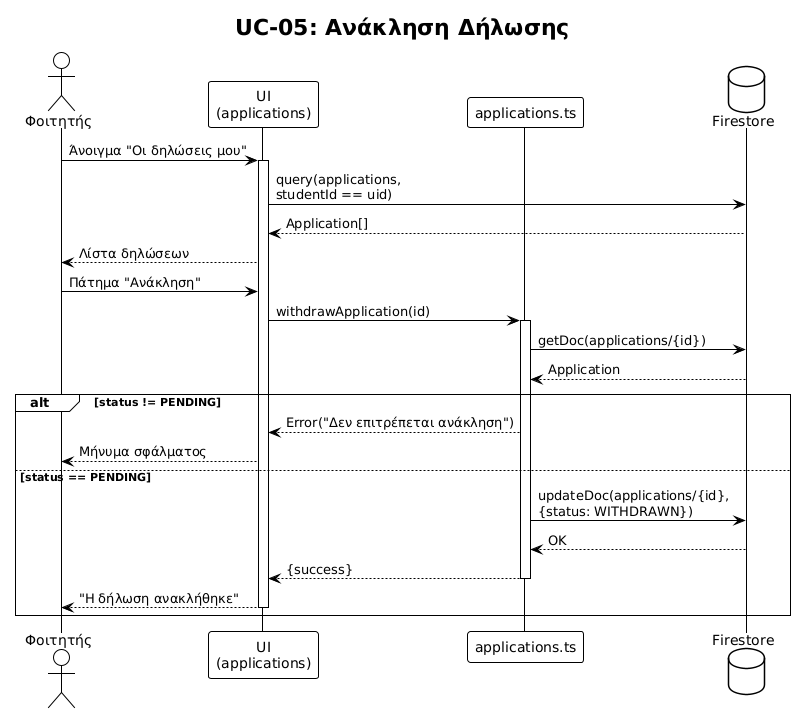 UC-05: Ανάκληση Δήλωσης
Φοιτητής
UI
(applications)
applications.ts
Firestore
Άνοιγμα "Οι δηλώσεις μου"
query(applications,
studentId == uid)
Application[]
Λίστα δηλώσεων
Πάτημα "Ανάκληση"
withdrawApplication(id)
getDoc(applications/{id})
Application
alt
[status != PENDING]
Error("Δεν επιτρέπεται ανάκληση")
Μήνυμα σφάλματος
[status == PENDING]
updateDoc(applications/{id},
{status: WITHDRAWN})
OK
{success}
"Η δήλωση ανακλήθηκε"
Φοιτητής
UI
(applications)
applications.ts
Firestore